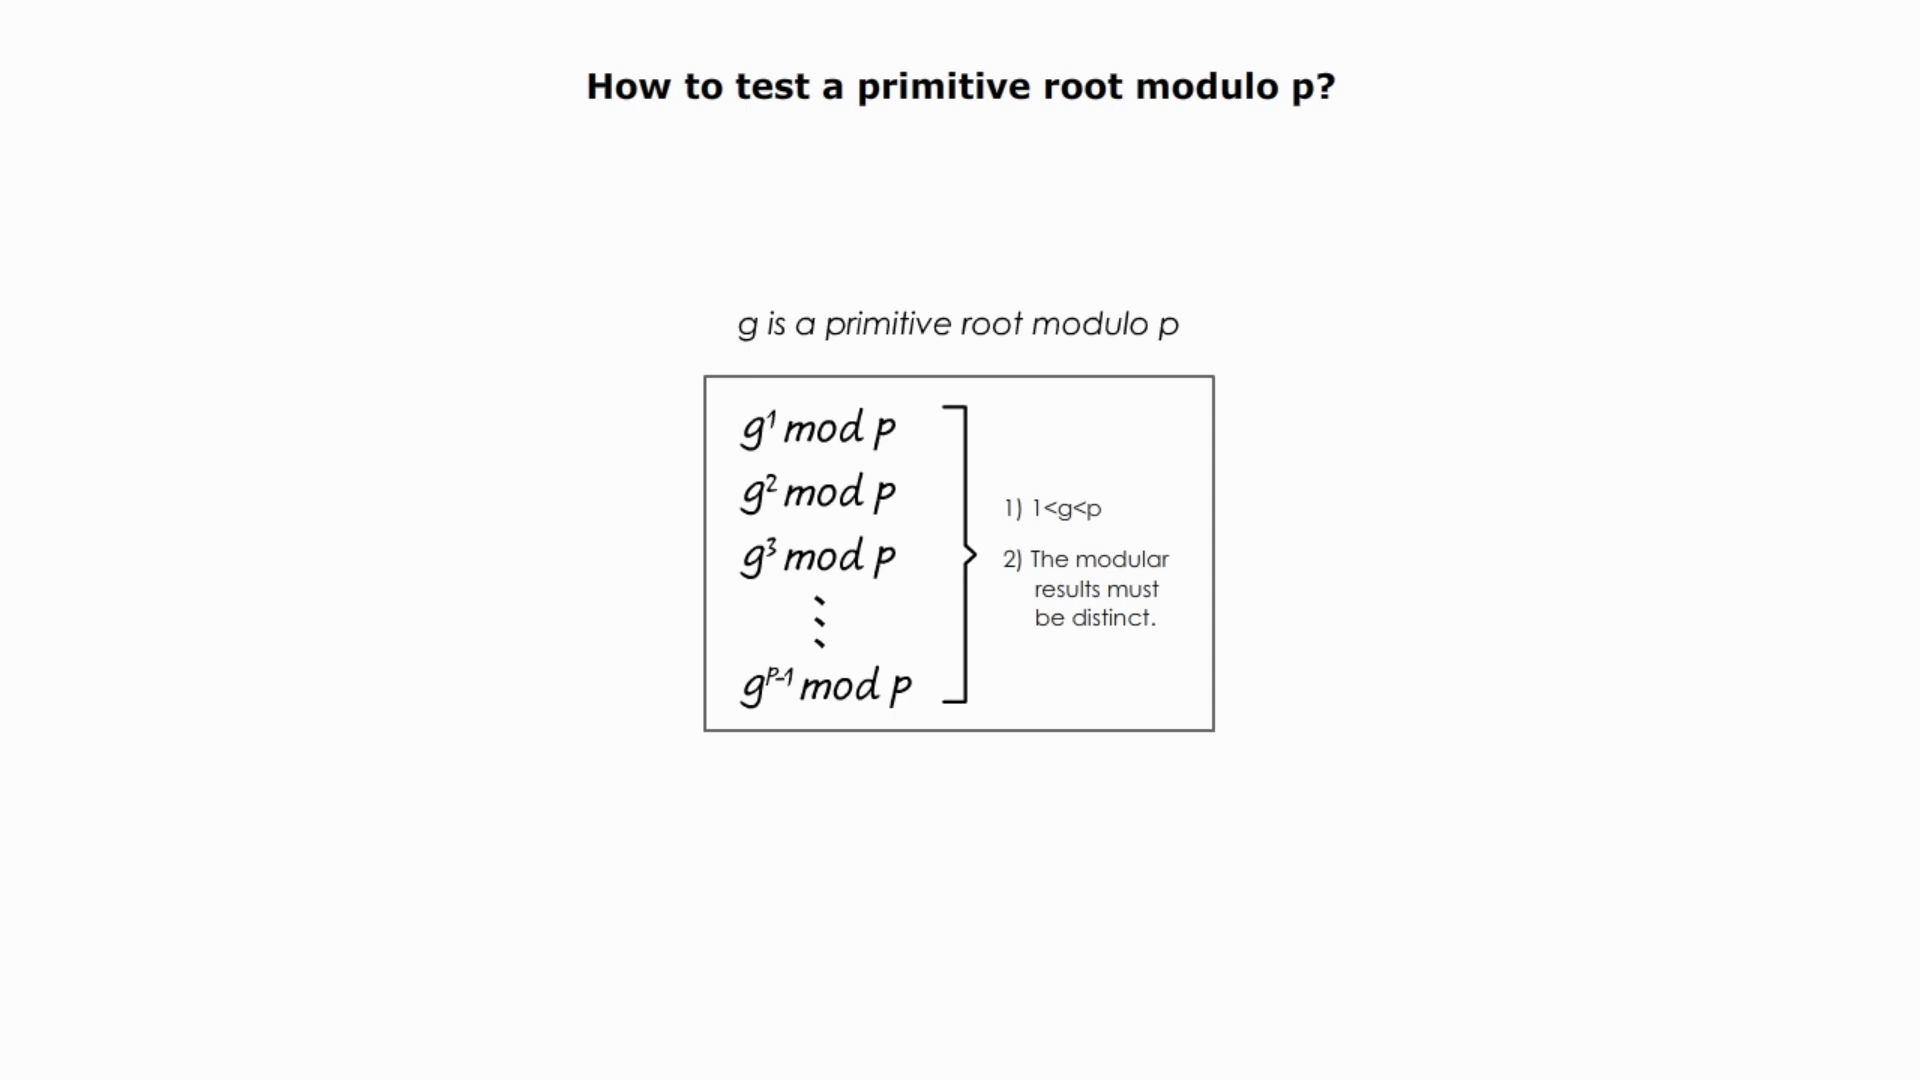 How to test a primitive root modulo p?
g is a primitive root modulo p
g¹ mod p
g² mod p
g³ mod p
gᴾ⁻¹ mod p
1) 1<g<p
2) The modular
results must
be distinct.